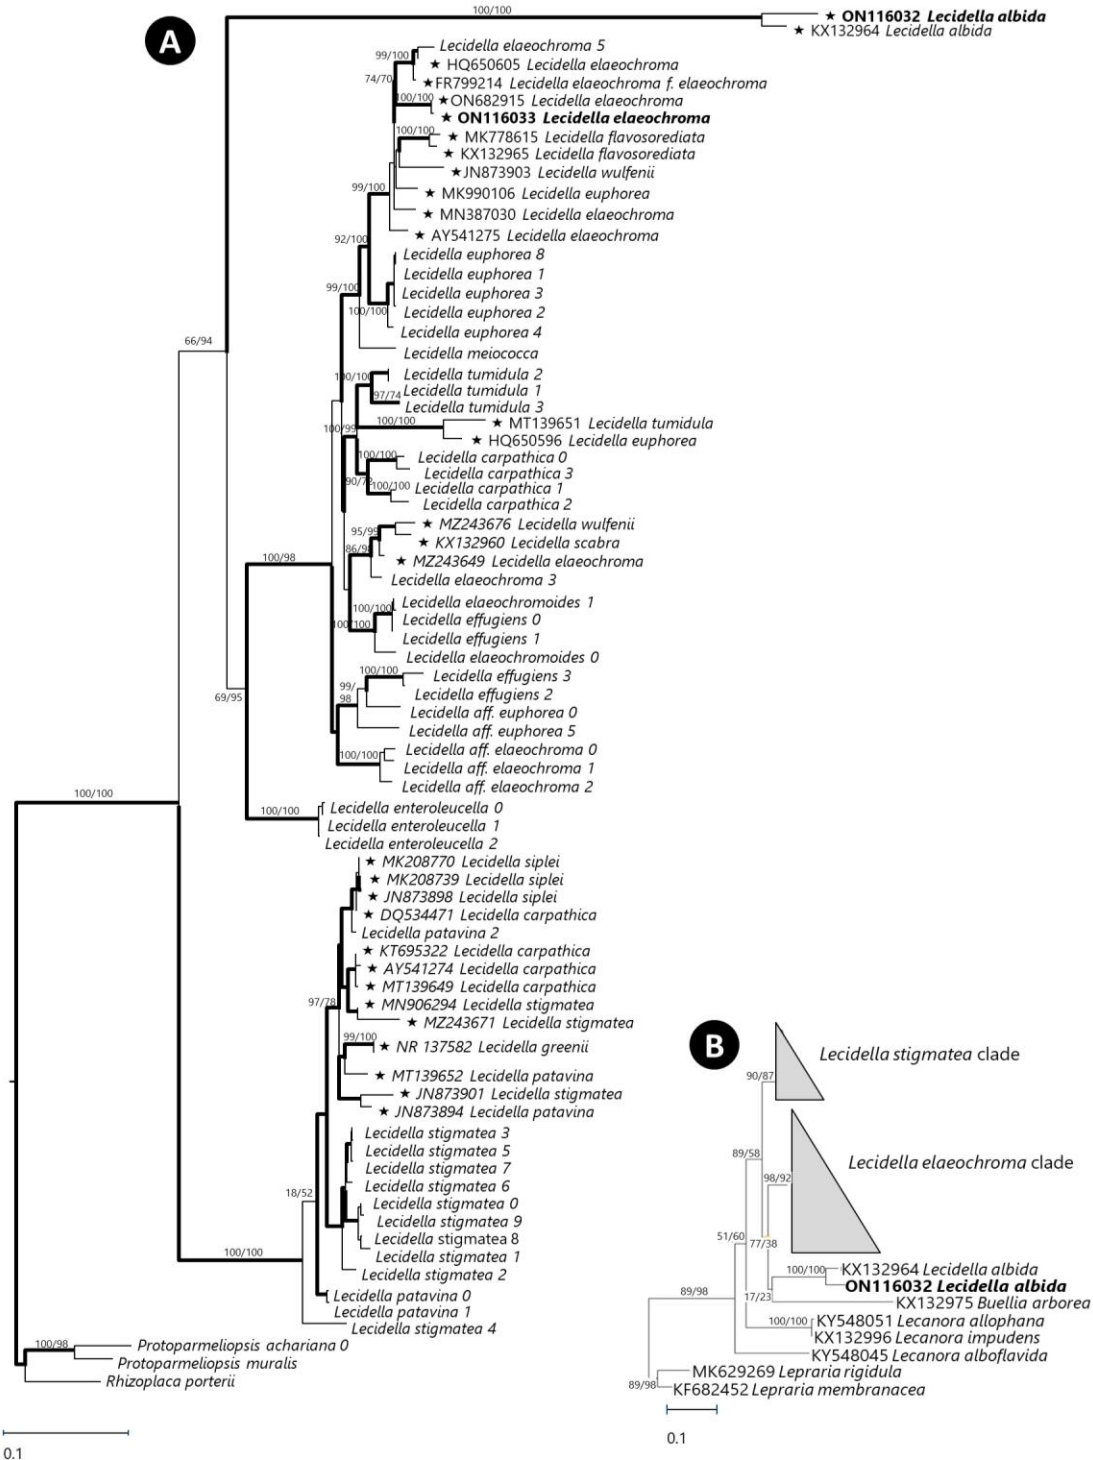 A
100/100
★ ON116032 Lecidella albida
★ KX132964 Lecidella albida
Lecidella elaeochroma 5
99/100
★ HQ650605 Lecidella elaeochroma
74/70
★FR799214 Lecidella elaeochroma f. elaeochroma
100/100
★ON682915 Lecidella elaeochroma
★ ON116033 Lecidella elaeochroma
100/100
★ MK778615 Lecidella flavosorediata
★ KX132965 Lecidella flavosorediata
★JN873903 Lecidella wulfenii
99/100
★ MK990106 Lecidella euphorea
★ MN387030 Lecidella elaeochroma
★ AY541275 Lecidella elaeochroma
92/100
Lecidella euphorea 8
Lecidella euphorea 1
99/100
Lecidella euphorea 3
100/100
Lecidella euphorea 2
Lecidella euphorea 4
66/94
Lecidella meiococca
100/100
Lecidella tumidula 2
97/74
Lecidella tumidula 1
Lecidella tumidula 3
100/100
★ MT139651 Lecidella tumidula
100/99
★ HQ650596 Lecidella euphorea
100/100
Lecidella carpathica 0
Lecidella carpathica 3
100/100
Lecidella carpathica 1
Lecidella carpathica 2
★ MZ243676 Lecidella wulfenii
95/99
★ KX132960 Lecidella scabra
100/98
★ MZ243649 Lecidella elaeochroma
Lecidella elaeochroma 3
100/100
Lecidella elaeochromoides 1
100/100
Lecidella effugiens 0
Lecidella effugiens 1
Lecidella elaeochromoides 0
100/100
Lecidella effugiens 3
99/
98
Lecidella effugiens 2
69/95
Lecidella aff. euphorea 0
Lecidella aff. euphorea 5
100/100
Lecidella aff. elaeochroma 0
Lecidella aff. elaeochroma 1
Lecidella aff. elaeochroma 2
100/100
100/100
Lecidella enteroleucella 0
Lecidella enteroleucella 1
Lecidella enteroleucella 2
★ MK208770 Lecidella siplei
★ MK208739 Lecidella siplei
★ JN873898 Lecidella siplei
★ DQ534471 Lecidella carpathica
Lecidella patavina 2
★ KT695322 Lecidella carpathica
★ AY541274 Lecidella carpathica
★ MT139649 Lecidella carpathica
97/78
★ MN906294 Lecidella stigmatea
★ MZ243671 Lecidella stigmatea
99/100
★ NR 137582 Lecidella greenii
★ MT139652 Lecidella patavina
★ JN873901 Lecidella stigmatea
★ JN873894 Lecidella patavina
Lecidella stigmatea 3
Lecidella stigmatea 5
Lecidella stigmatea 7
Lecidella stigmatea 6
18/52
Lecidella stigmatea 0
Lecidella stigmatea 9
Lecidella stigmatea 8
100/100
Lecidella stigmatea 1
Lecidella stigmatea 2
Lecidella patavina 0
Lecidella patavina 1
Lecidella stigmatea 4
100/98
Protoparmeliopsis achariana 0
Protoparmeliopsis muralis
Rhizoplaca porterii
0.1
B
Lecidella stigmatea clade
90/87
89/58
Lecidella elaeochroma clade
98/92
51/60
77/38
100/100
KX132964 Lecidella albida
ON116032 Lecidella albida
89/98
17/23
KX132975 Buellia arborea
100/100
KY548051 Lecanora allophana
KX132996 Lecanora impudens
KY548045 Lecanora alboflavida
MK629269 Lepraria rigidula
89/98
KF682452 Lepraria membranacea
0.1